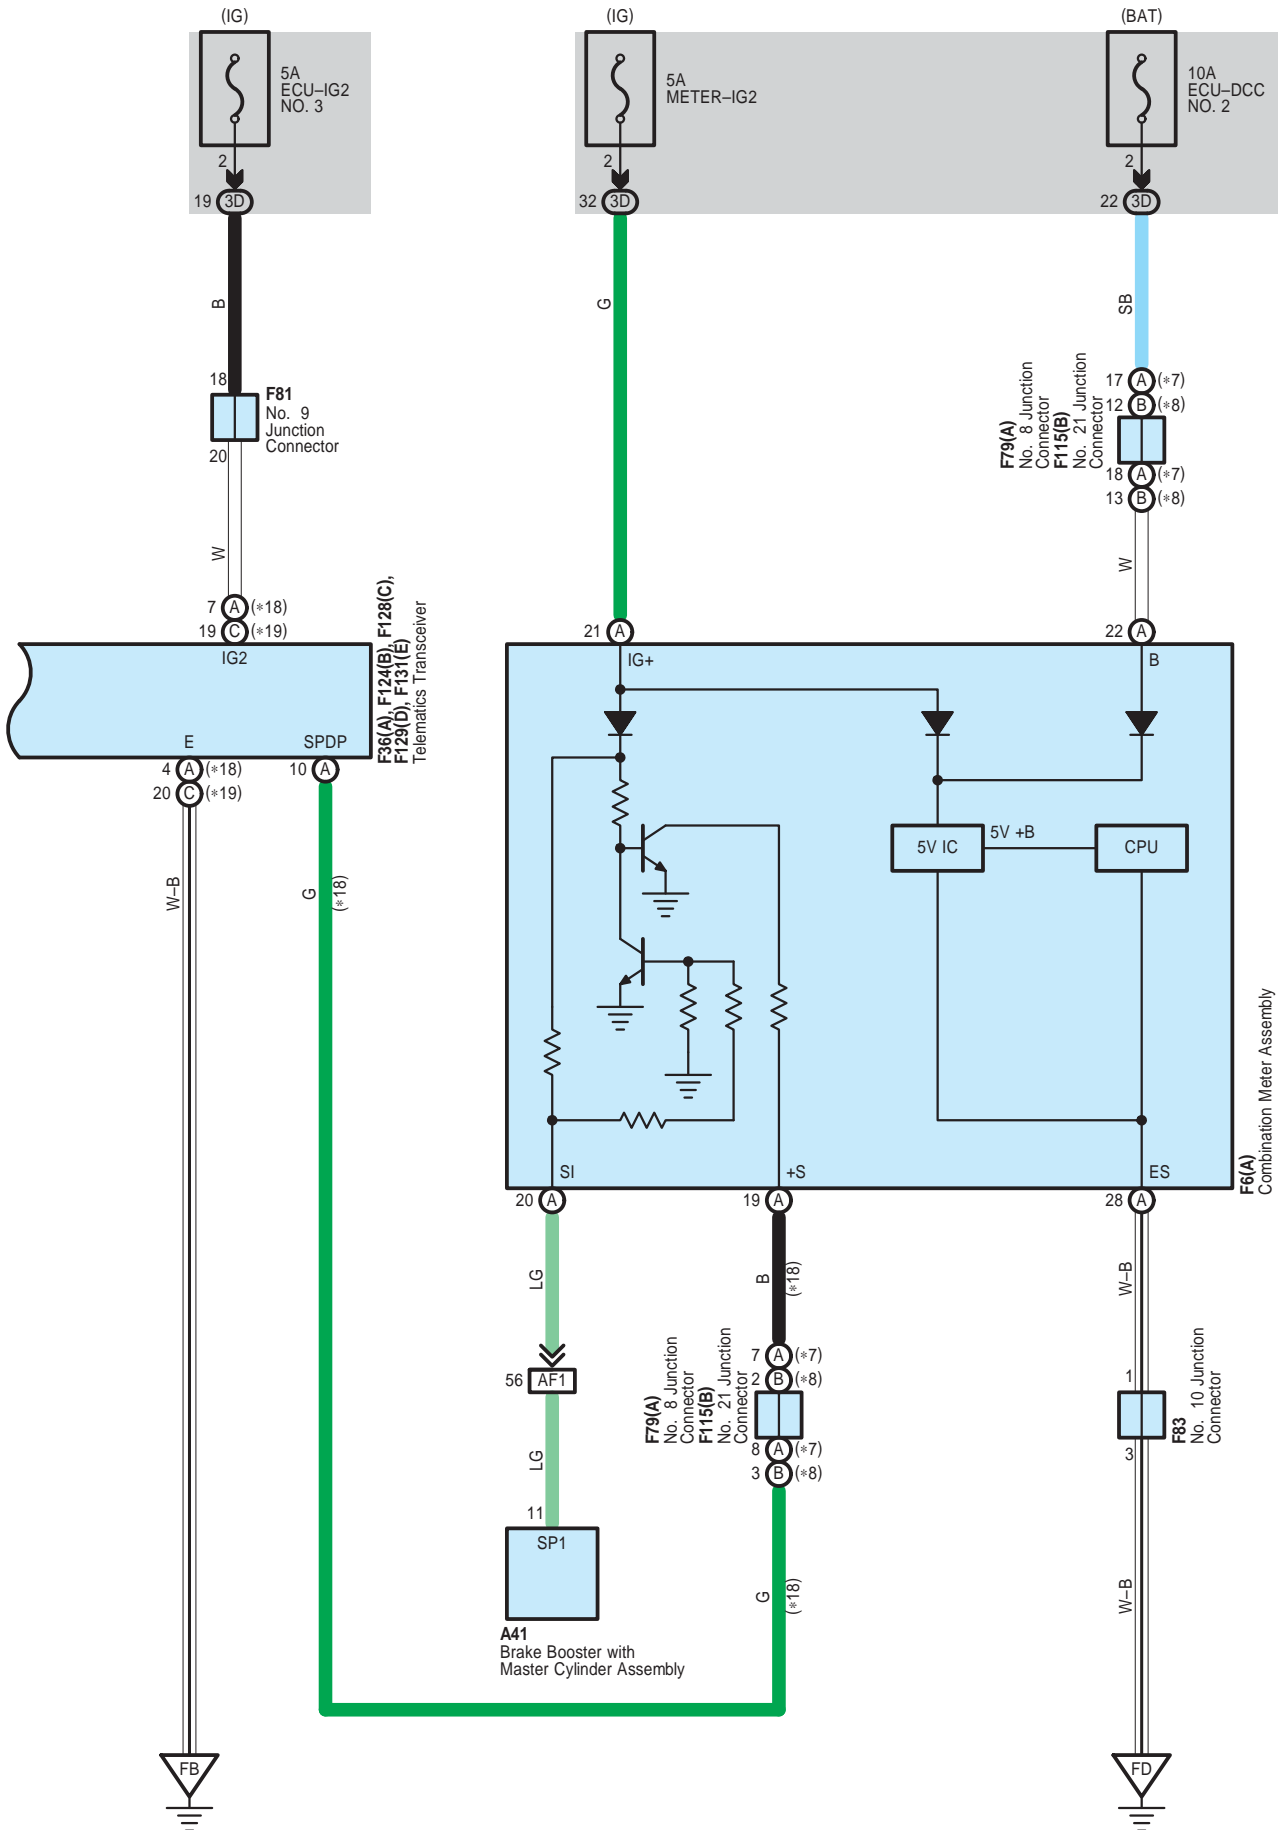 (IG)
(IG)
(BAT)
5A
ECU–IG2
NO. 3
5A
METER–IG2
10A
ECU–DCC
NO. 2
2
2
2
19 3D
32 3D
22 3D
B
G
SB
18
F81
No. 9
Junction
Connector
20
17 A (*7)
12 B (*8)
F79(A)
No. 8 Junction
Connector
F115(B)
No. 21 Junction
Connector
18 A (*7)
13 B (*8)
W
W
7 A (*18)
19 C (*19)
21 A
22 A
IG2
E
SPDP
F36(A), F124(B), F128(C),
F129(D), F131(E)
Telematics Transceiver
4 A (*18)
20 C (*19)
10 A
IG+
B
5V IC
5V +B
CPU
W–B
G
(*18)
SI
+S
ES
F6(A)
Combination Meter Assembly
20 A
19 A
28 A
LG
B
(*18)
W–B
56 AF1
7 A (*7)
2 B (*8)
F79(A)
No. 8 Junction
Connector
F115(B)
No. 21 Junction
Connector
8 A (*7)
3 B (*8)
1
F83
No. 10 Junction
Connector
3
LG
11
SP1
A41
Brake Booster with
Master Cylinder Assembly
G
(*18)
W–B
FB
FD